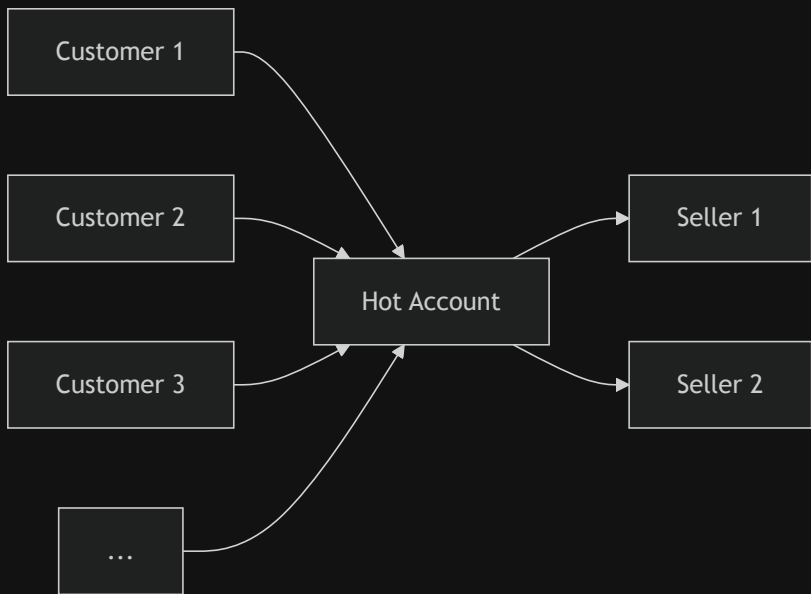 Customer 1
Customer 2
Customer 3
...
Hot Account
Seller 1
Seller 2